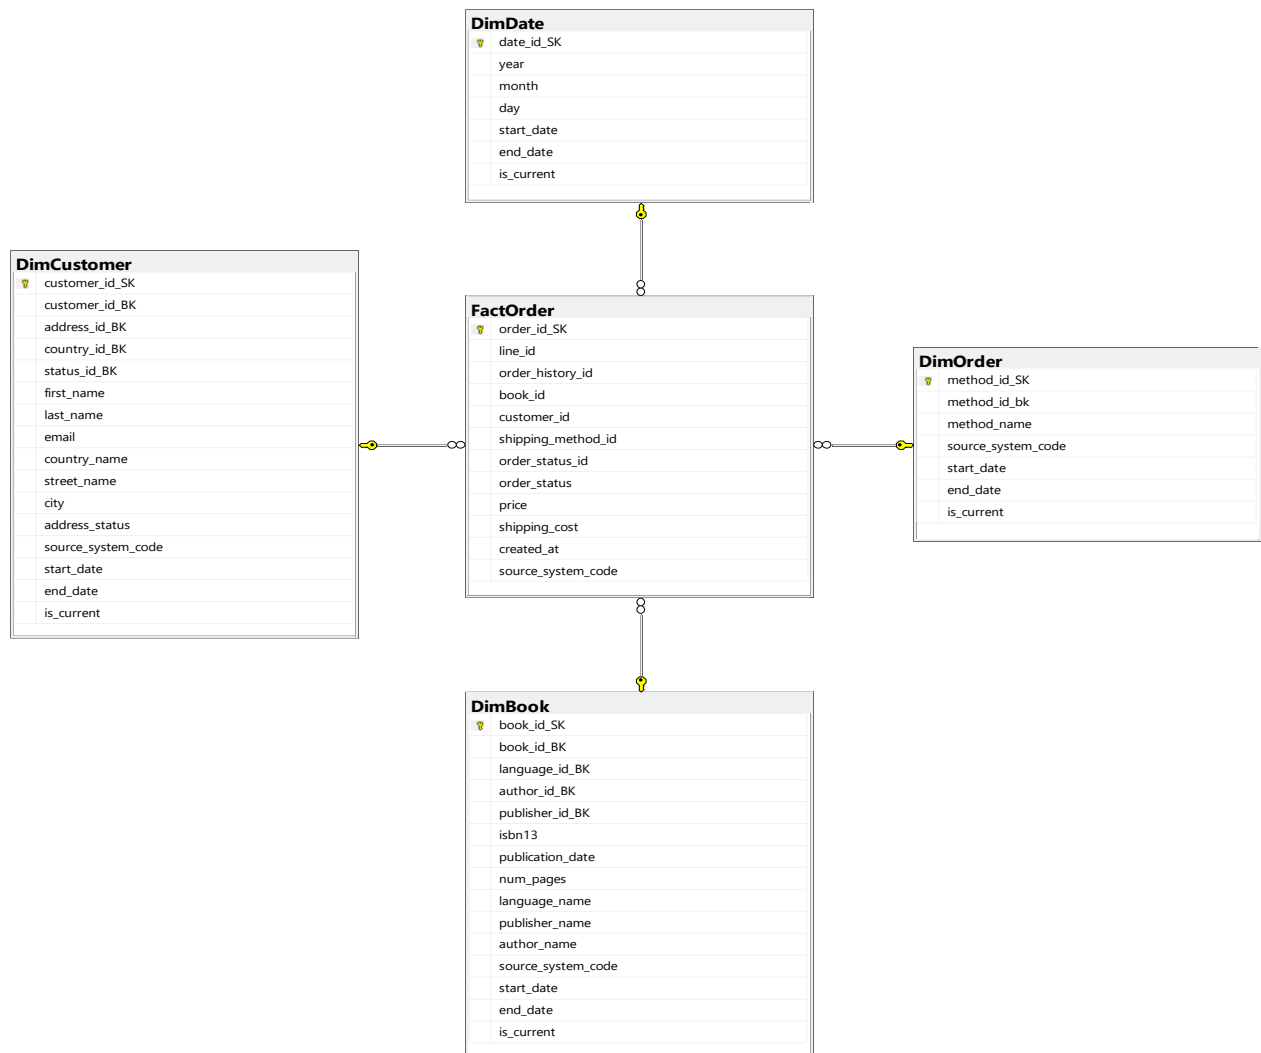 DimDate
date_id_SK
year
month
day
start_date
end_date
is_current
DimCustomer
customer_id_SK
customer_id_BK
address_id_BK
country_id_BK
status_id_BK
first_name
last_name
email
country_name
street_name
city
address_status
source_system_code
start_date
end_date
is_current
FactOrder
order_id_SK
line_id
order_history_id
book_id
customer_id
shipping_method_id
order_status_id
order_status
price
shipping_cost
created_at
source_system_code
DimOrder
method_id_SK
method_id_bk
method_name
source_system_code
start_date
end_date
is_current
DimBook
book_id_SK
book_id_BK
language_id_BK
author_id_BK
publisher_id_BK
isbn13
publication_date
num_pages
language_name
publisher_name
author_name
source_system_code
start_date
end_date
is_current